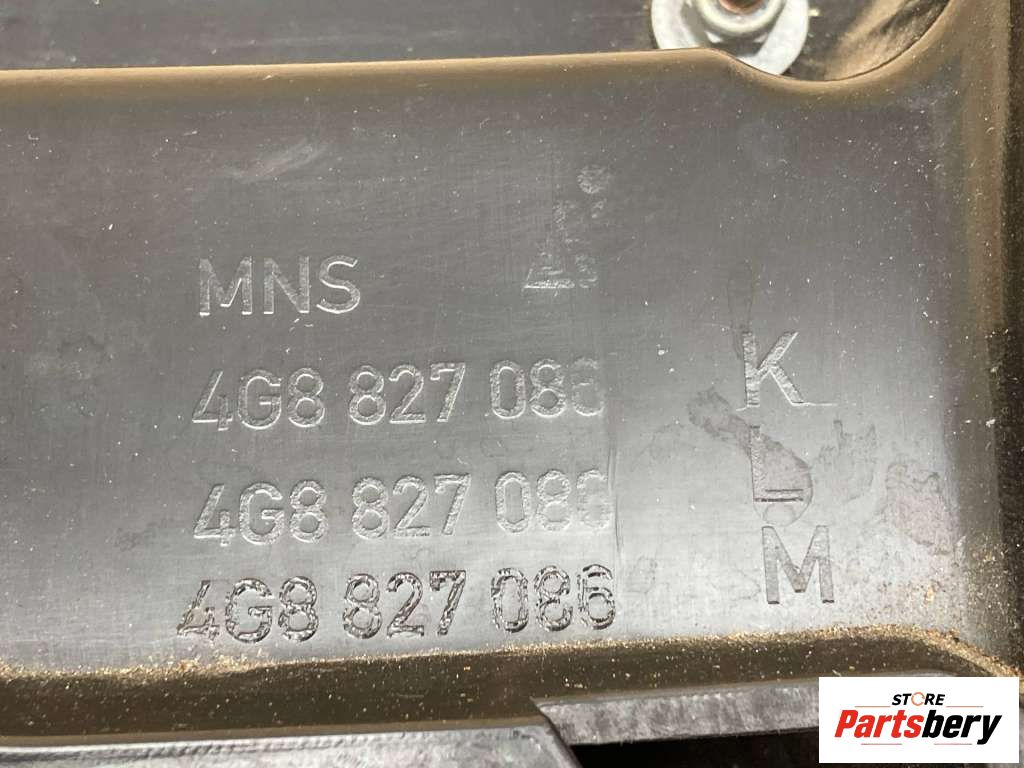 MNS
4G8 827 086 K
4G8 827 086 L
4G8 827 086 M
STORE
Partsbery